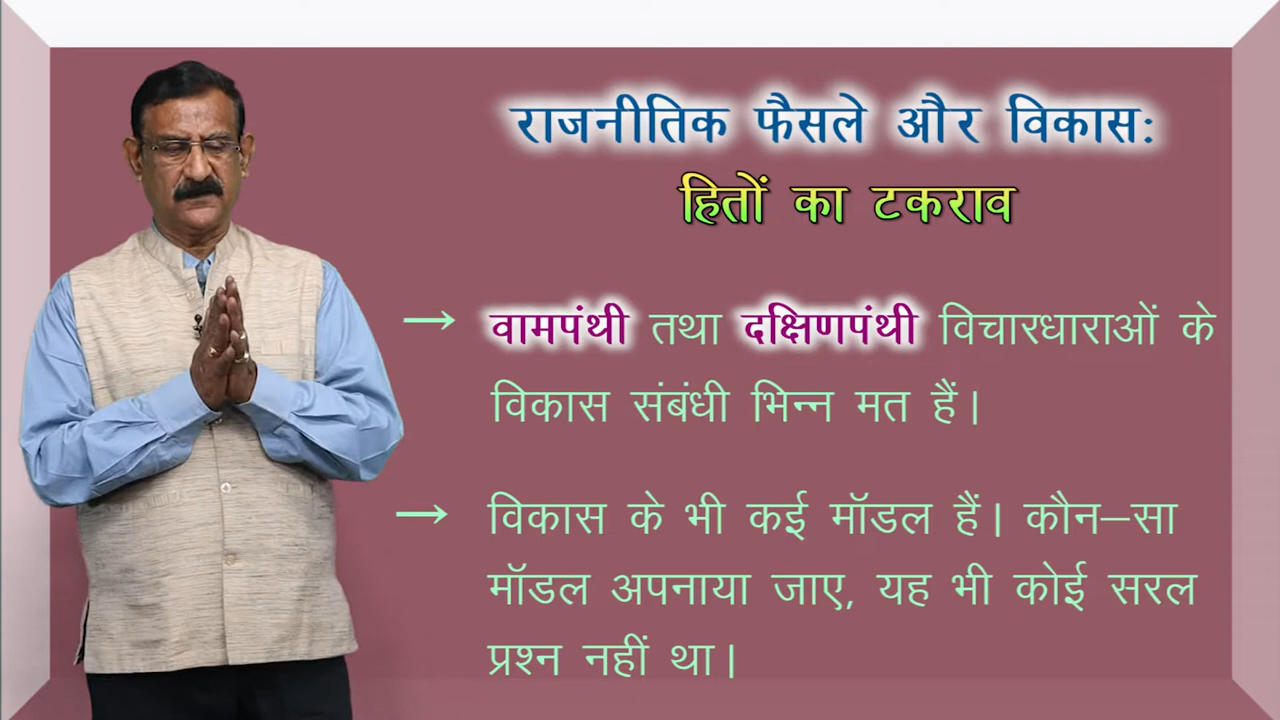 राजनीतिक फैसले और विकास:
हितों का टकराव
→ वामपंथी तथा दक्षिणपंथी विचारधाराओं के
विकास संबंधी भिन्न मत हैं।
→ विकास के भी कई मॉडल हैं। कौन–सा
मॉडल अपनाया जाए, यह भी कोई सरल
प्रश्न नहीं था।